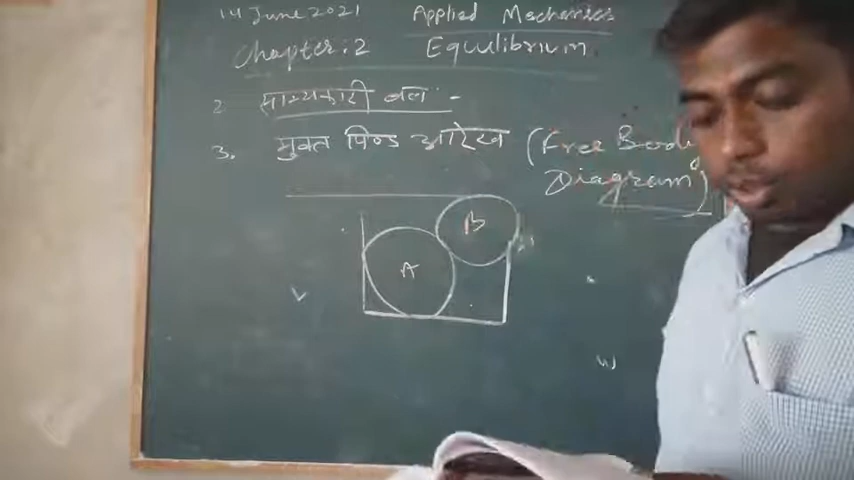 14 June 2021 Applied Mechanics
Chapter: 2 Equilibrium
2 साम्यकारी बल -
3. मुक्त पिण्ड आरेख (Free Body
Diagram)
B
A